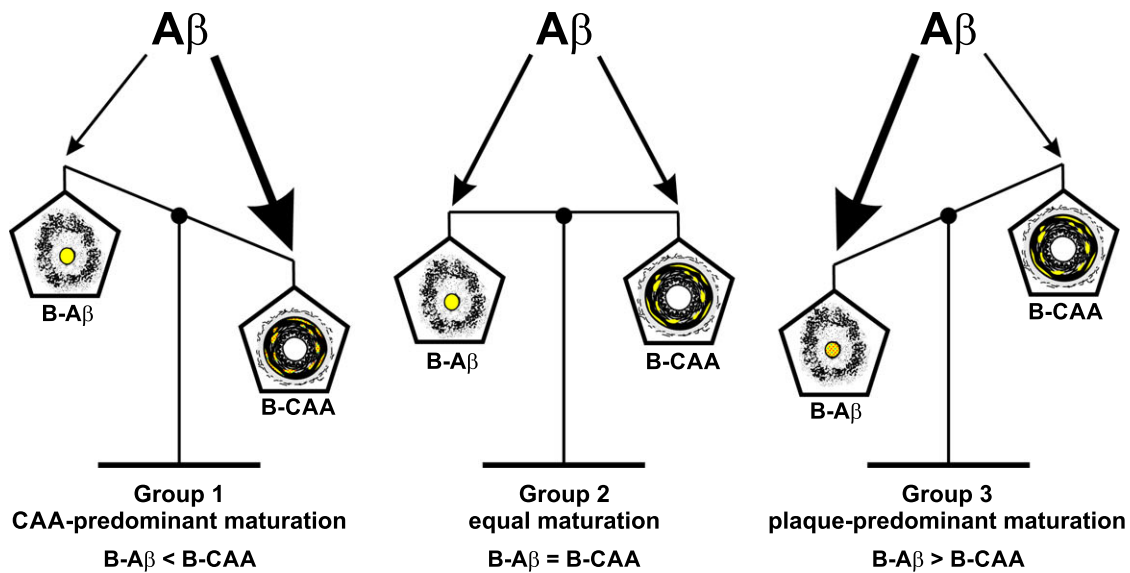 Aβ
B-Aβ
B-CAA
Group 1
CAA-predominant maturation
B-Aβ < B-CAA
Aβ
B-Aβ
B-CAA
Group 2
equal maturation
B-Aβ = B-CAA
Aβ
B-CAA
B-Aβ
Group 3
plaque-predominant maturation
B-Aβ > B-CAA